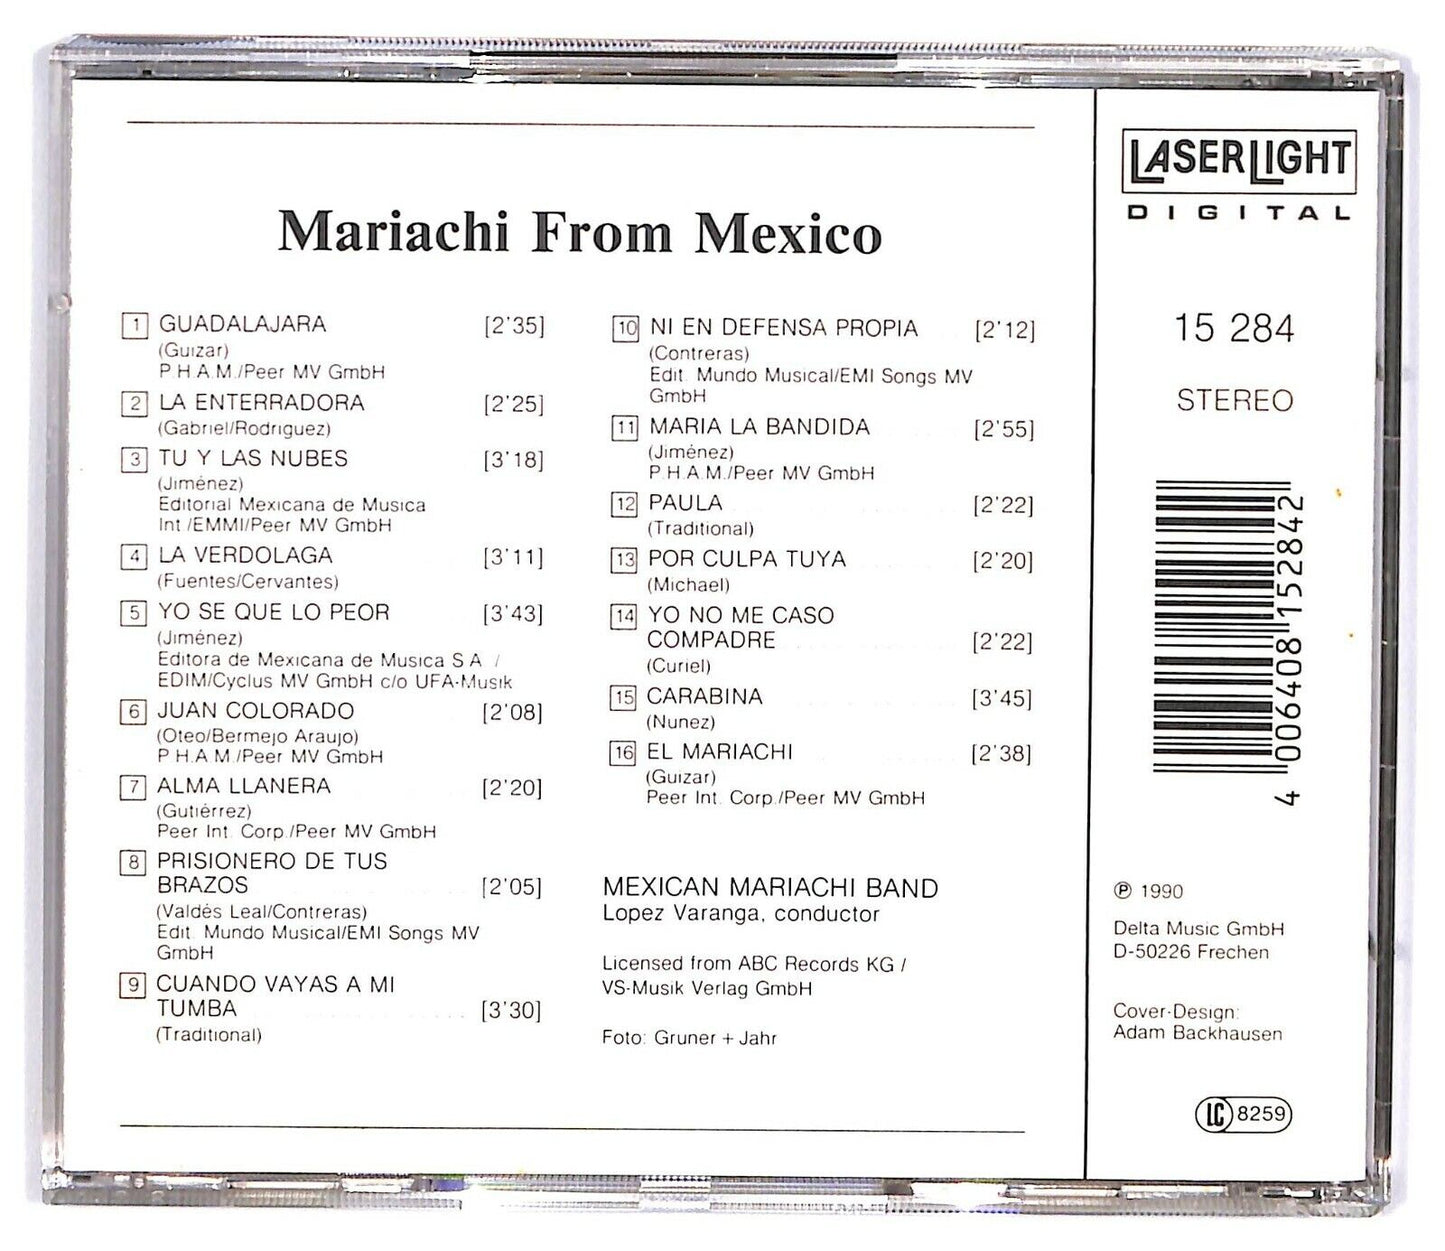 Mariachi From Mexico
1 GUADALAJARA [2'35]
(Guizar)
P.H.A.M./Peer MV GmbH
2 LA ENTERRADORA [2'25]
(Gabriel/Rodriguez)
3 TU Y LAS NUBES [3'18]
(Jiménez)
Editorial Mexicana de Musica
Int./EMMI/Peer MV GmbH
4 LA VERDOLAGA [3'11]
(Fuentes/Cervantes)
5 YO SE QUE LO PEOR [3'43]
(Jiménez)
Editora de Mexicana de Musica S.A. /
EDIM/Cyclus MV GmbH c/o UFA-Musik
6 JUAN COLORADO [2'08]
(Oteo/Bermejo Araujo)
P.H.A.M./Peer MV GmbH
7 ALMA LLANERA [2'20]
(Gutiérrez)
Peer Int. Corp./Peer MV GmbH
8 PRISIONERO DE TUS
BRAZOS [2'05]
(Valdés Leal/Contreras)
Edit. Mundo Musical/EMI Songs MV
GmbH
9 CUANDO VAYAS A MI
TUMBA [3'30]
(Traditional)
10 NI EN DEFENSA PROPIA [2'12]
(Contreras)
Edit. Mundo Musical/EMI Songs MV
GmbH
11 MARIA LA BANDIDA [2'55]
(Jiménez)
P.H.A.M./Peer MV GmbH
12 PAULA [2'22]
(Traditional)
13 POR CULPA TUYA [2'20]
(Michael)
14 YO NO ME CASO
COMPADRE [2'22]
(Curiel)
15 CARABINA [3'45]
(Nunez)
16 EL MARIACHI [2'38]
(Guizar)
Peer Int. Corp./Peer MV GmbH
MEXICAN MARIACHI BAND
Lopez Varanga, conductor
Licensed from ABC Records KG /
VS-Musik Verlag GmbH
Foto: Gruner + Jahr
LASERLIGHT
DIGITAL
15 284
STEREO
4 006408 152842
℗ 1990
Delta Music GmbH
D-50226 Frechen
Cover-Design:
Adam Backhausen
LC 8259